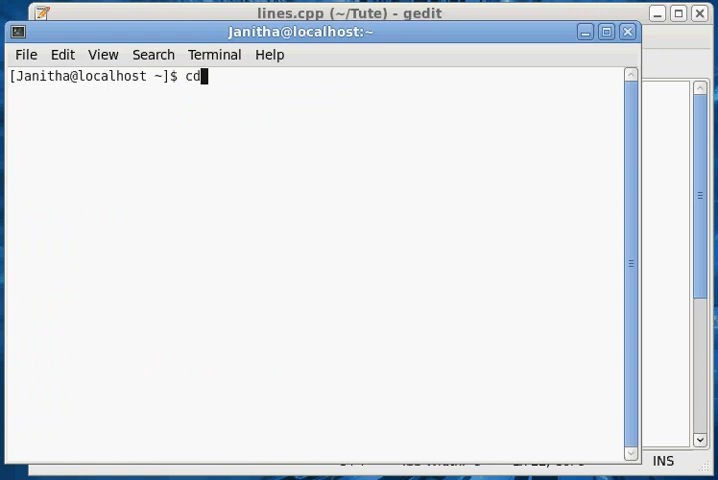 lines.cpp (~/Tute) - gedit
Janitha@localhost:~
File Edit View Search Terminal Help
[Janitha@localhost ~]$ cd
INS